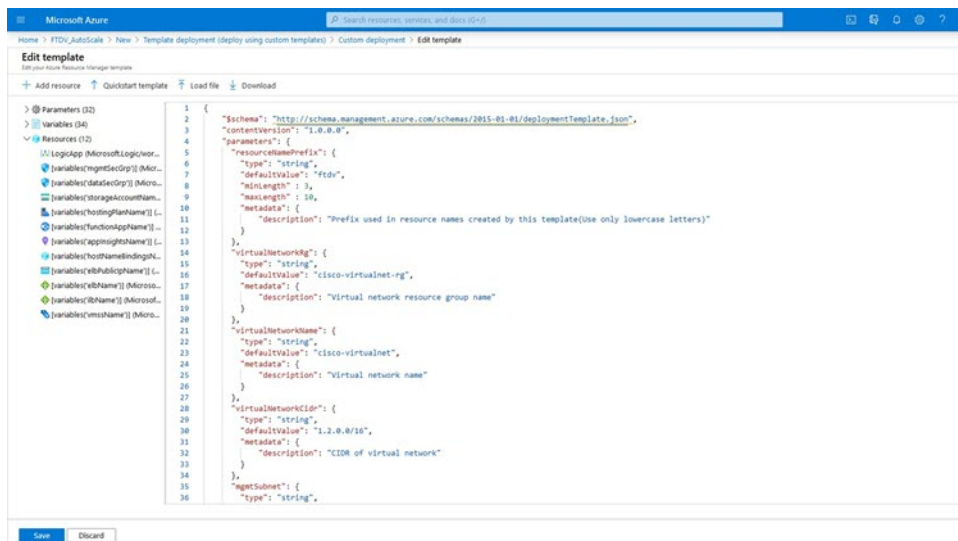 Microsoft Azure
Search resources, services, and docs (G+/)
Home > FTDV_AutoScale > New > Template deployment (deploy using custom templates) > Custom deployment > Edit template
Edit template
Edit your Azure Resource Manager template
Add resource Quickstart template Load file Download
Parameters (32)
Variables (34)
Resources (12)
LogicApp (Microsoft.Logic/wor...
[variables('mgmtSecGrp')] (Micr...
[variables('dataSecGrp')] (Micro...
[variables('storageAccountNam...
[variables('hostingPlanName')] (...
[variables('functionAppName')] ...
[variables('appInsightsName')] (...
[variables('hostNameBindingsN...
[variables('elbPublicIpName')] (...
[variables('elbName')] (Microso...
[variables('ilbName')] (Microsof...
[variables('vmssName')] (Micro...
1 {
2 "$schema": "http://schema.management.azure.com/schemas/2015-01-01/deploymentTemplate.json",
3 "contentVersion": "1.0.0.0",
4 "parameters": {
5 "resourceNamePrefix": {
6 "type": "string",
7 "defaultValue": "ftdv",
8 "minLength" : 3,
9 "maxLength" : 10,
10 "metadata": {
11 "description": "Prefix used in resource names created by this template(Use only lowercase letters)"
12 }
13 },
14 "virtualNetworkRg": {
15 "type": "string",
16 "defaultValue": "cisco-virtualnet-rg",
17 "metadata": {
18 "description": "Virtual network resource group name"
19 }
20 },
21 "virtualNetworkName": {
22 "type": "string",
23 "defaultValue": "cisco-virtualnet",
24 "metadata": {
25 "description": "Virtual network name"
26 }
27 },
28 "virtualNetworkCidr": {
29 "type": "string",
30 "defaultValue": "1.2.0.0/16",
31 "metadata": {
32 "description": "CIDR of virtual network"
33 }
34 },
35 "mgmtSubnet": {
36 "type": "string",
Save Discard